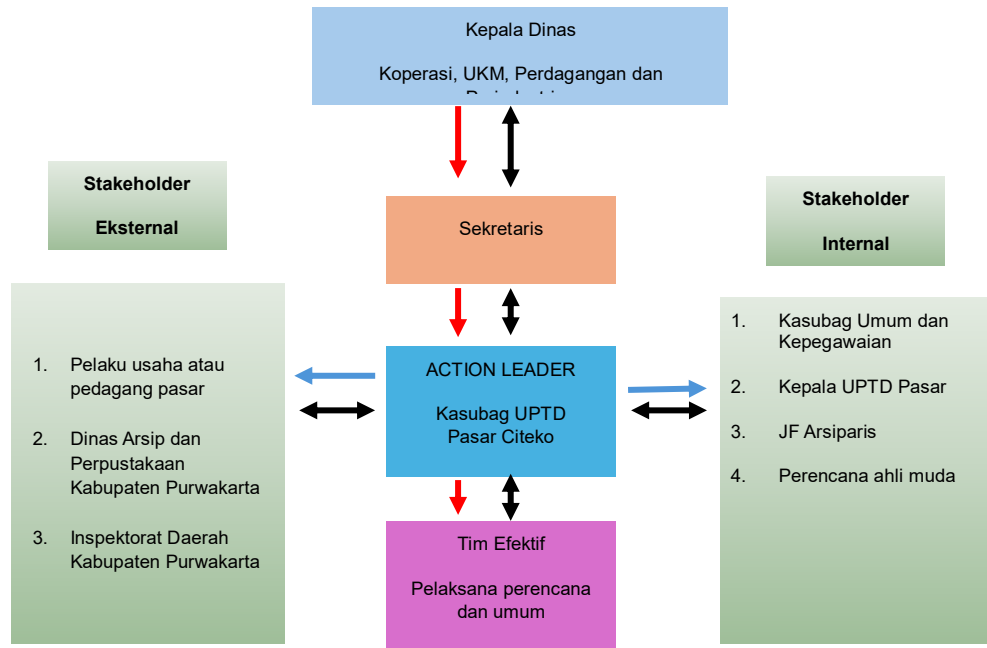 Kepala Dinas
Koperasi, UKM, Perdagangan dan
Stakeholder
Eksternal
Stakeholder
Internal
Sekretaris
1. Pelaku usaha atau
pedagang pasar
2. Dinas Arsip dan
Perpustakaan
Kabupaten Purwakarta
3. Inspektorat Daerah
Kabupaten Purwakarta
ACTION LEADER
Kasubag UPTD
Pasar Citeko
1. Kasubag Umum dan
Kepegawaian
2. Kepala UPTD Pasar
3. JF Arsiparis
4. Perencana ahli muda
Tim Efektif
Pelaksana perencana
dan umum